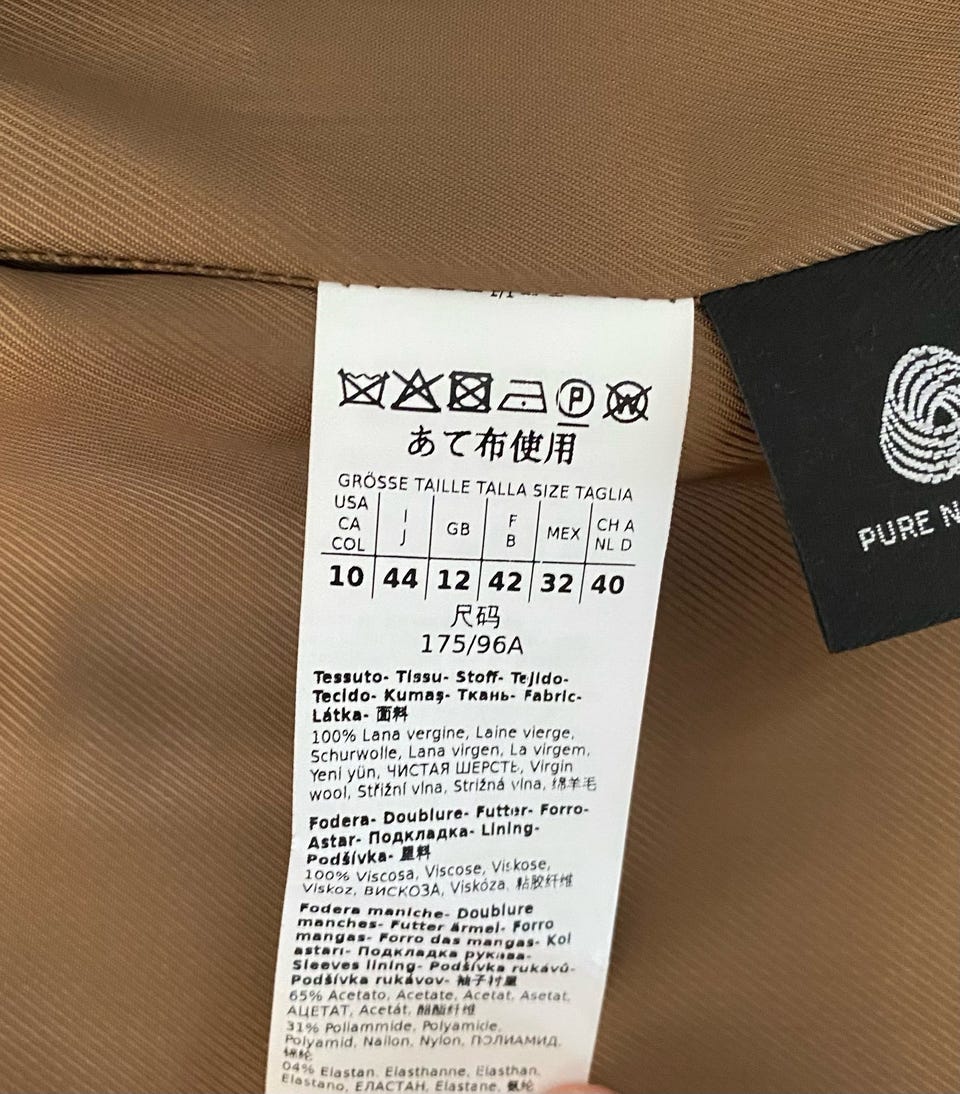 P W
あて布使用
GRÖSSE TAILLE TALLA SIZE TAGLIA
USA
CA
COL
I
J
GB
F
B
MEX
CH A
NL D
10 44 12 42 32 40
尺码
175/96A
Tessuto- Tissu- Stoff- Tejido-
Tecido- Kumaş- Ткань- Fabric-
Látka- 面料
100% Lana vergine, Laine vierge,
Schurwolle, Lana virgen, La virgem,
Yeni yün, ЧИСТАЯ ШЕРСТЬ, Virgin
wool, Střižní vlna, Strižná vlna, 绵羊毛
Fodera- Doublure- Futter- Forro-
Astar- Подкладка- Lining-
Podšívka- 里料
100% Viscosa, Viscose, Viskose,
Viskoz, ВИСКОЗА, Viskóza, 粘胶纤维
Fodera maniche- Doublure
manches- Futter ärmel- Forro
mangas- Forro das mangas- Kol
astarı- Подкладка рукава-
Sleeves lining- Podšívka rukávů-
Podšívka rukávov- 袖子衬里
65% Acetato, Acetate, Acetat, Asetat,
АЦЕТАТ, Acetát, 醋酯纤维
31% Poliammide, Polyamide,
Polyamid, Nailon, Nylon, ПОЛИАМИД,
锦纶
04% Elastan, Elasthanne, Elasthan,
Elastano, ЕЛАСТАН, Elastane, 氨纶
PURE N